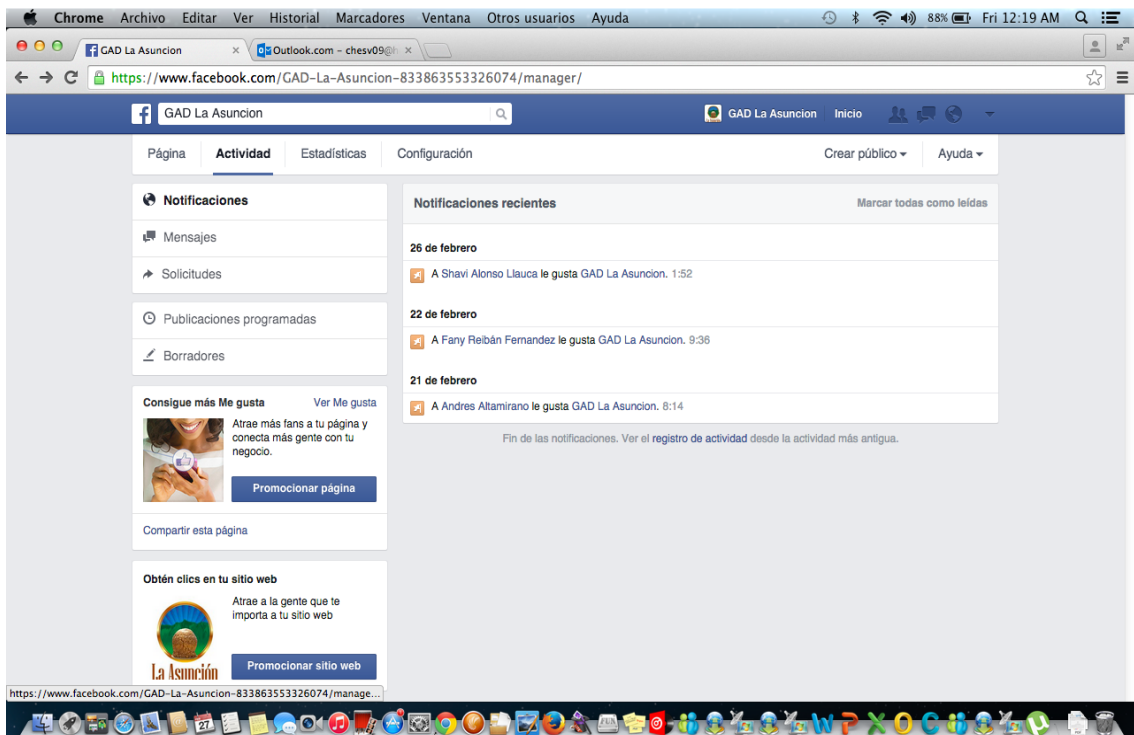 Chrome Archivo Editar Ver Historial Marcadores Ventana Otros usuarios Ayuda 88% Fri 12:19 AM
GAD La Asuncion × Outlook.com – chesv09@h ×
https://www.facebook.com/GAD-La-Asuncion-833863553326074/manager/
f GAD La Asuncion GAD La Asuncion Inicio
Página Actividad Estadísticas Configuración Crear público Ayuda
Notificaciones
Mensajes
Solicitudes
Publicaciones programadas
Borradores
Consigue más Me gusta Ver Me gusta
Atrae más fans a tu página y
conecta más gente con tu
negocio.
Promocionar página
Compartir esta página
Obtén clics en tu sitio web
Atrae a la gente que te
importa a tu sitio web
La Asunción
Promocionar sitio web
Notificaciones recientes Marcar todas como leídas
26 de febrero
A Shavi Alonso Llauca le gusta GAD La Asuncion. 1:52
22 de febrero
A Fany Reibán Fernandez le gusta GAD La Asuncion. 9:36
21 de febrero
A Andres Altamirano le gusta GAD La Asuncion. 8:14
Fin de las notificaciones. Ver el registro de actividad desde la actividad más antigua.
https://www.facebook.com/GAD-La-Asuncion-833863553326074/manage...
27